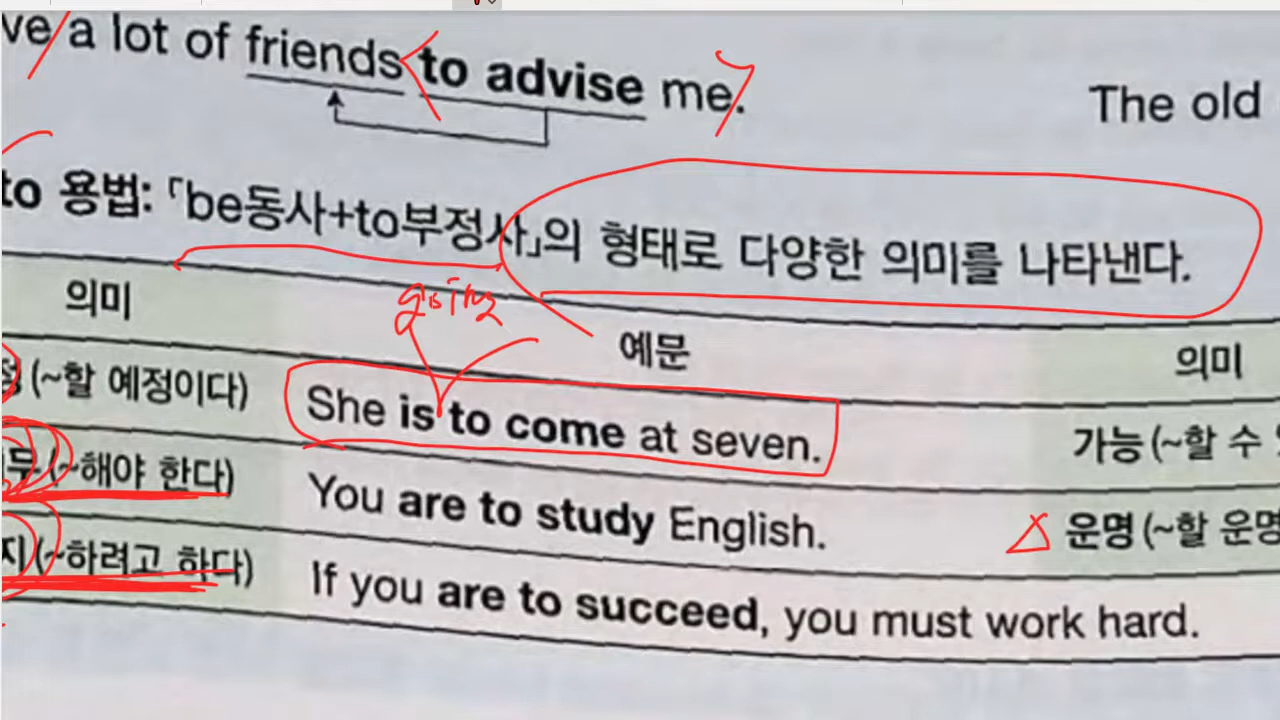 a lot of friends to advise me.
The old
to 용법: 「be동사+to부정사」의 형태로 다양한 의미를 나타낸다.
의미 예문 의미
going
(~할 예정이다) She is to come at seven. 가능 (~할 수
(~해야 한다) You are to study English. 운명 (~할 운명
(~하려고 하다) If you are to succeed, you must work hard.